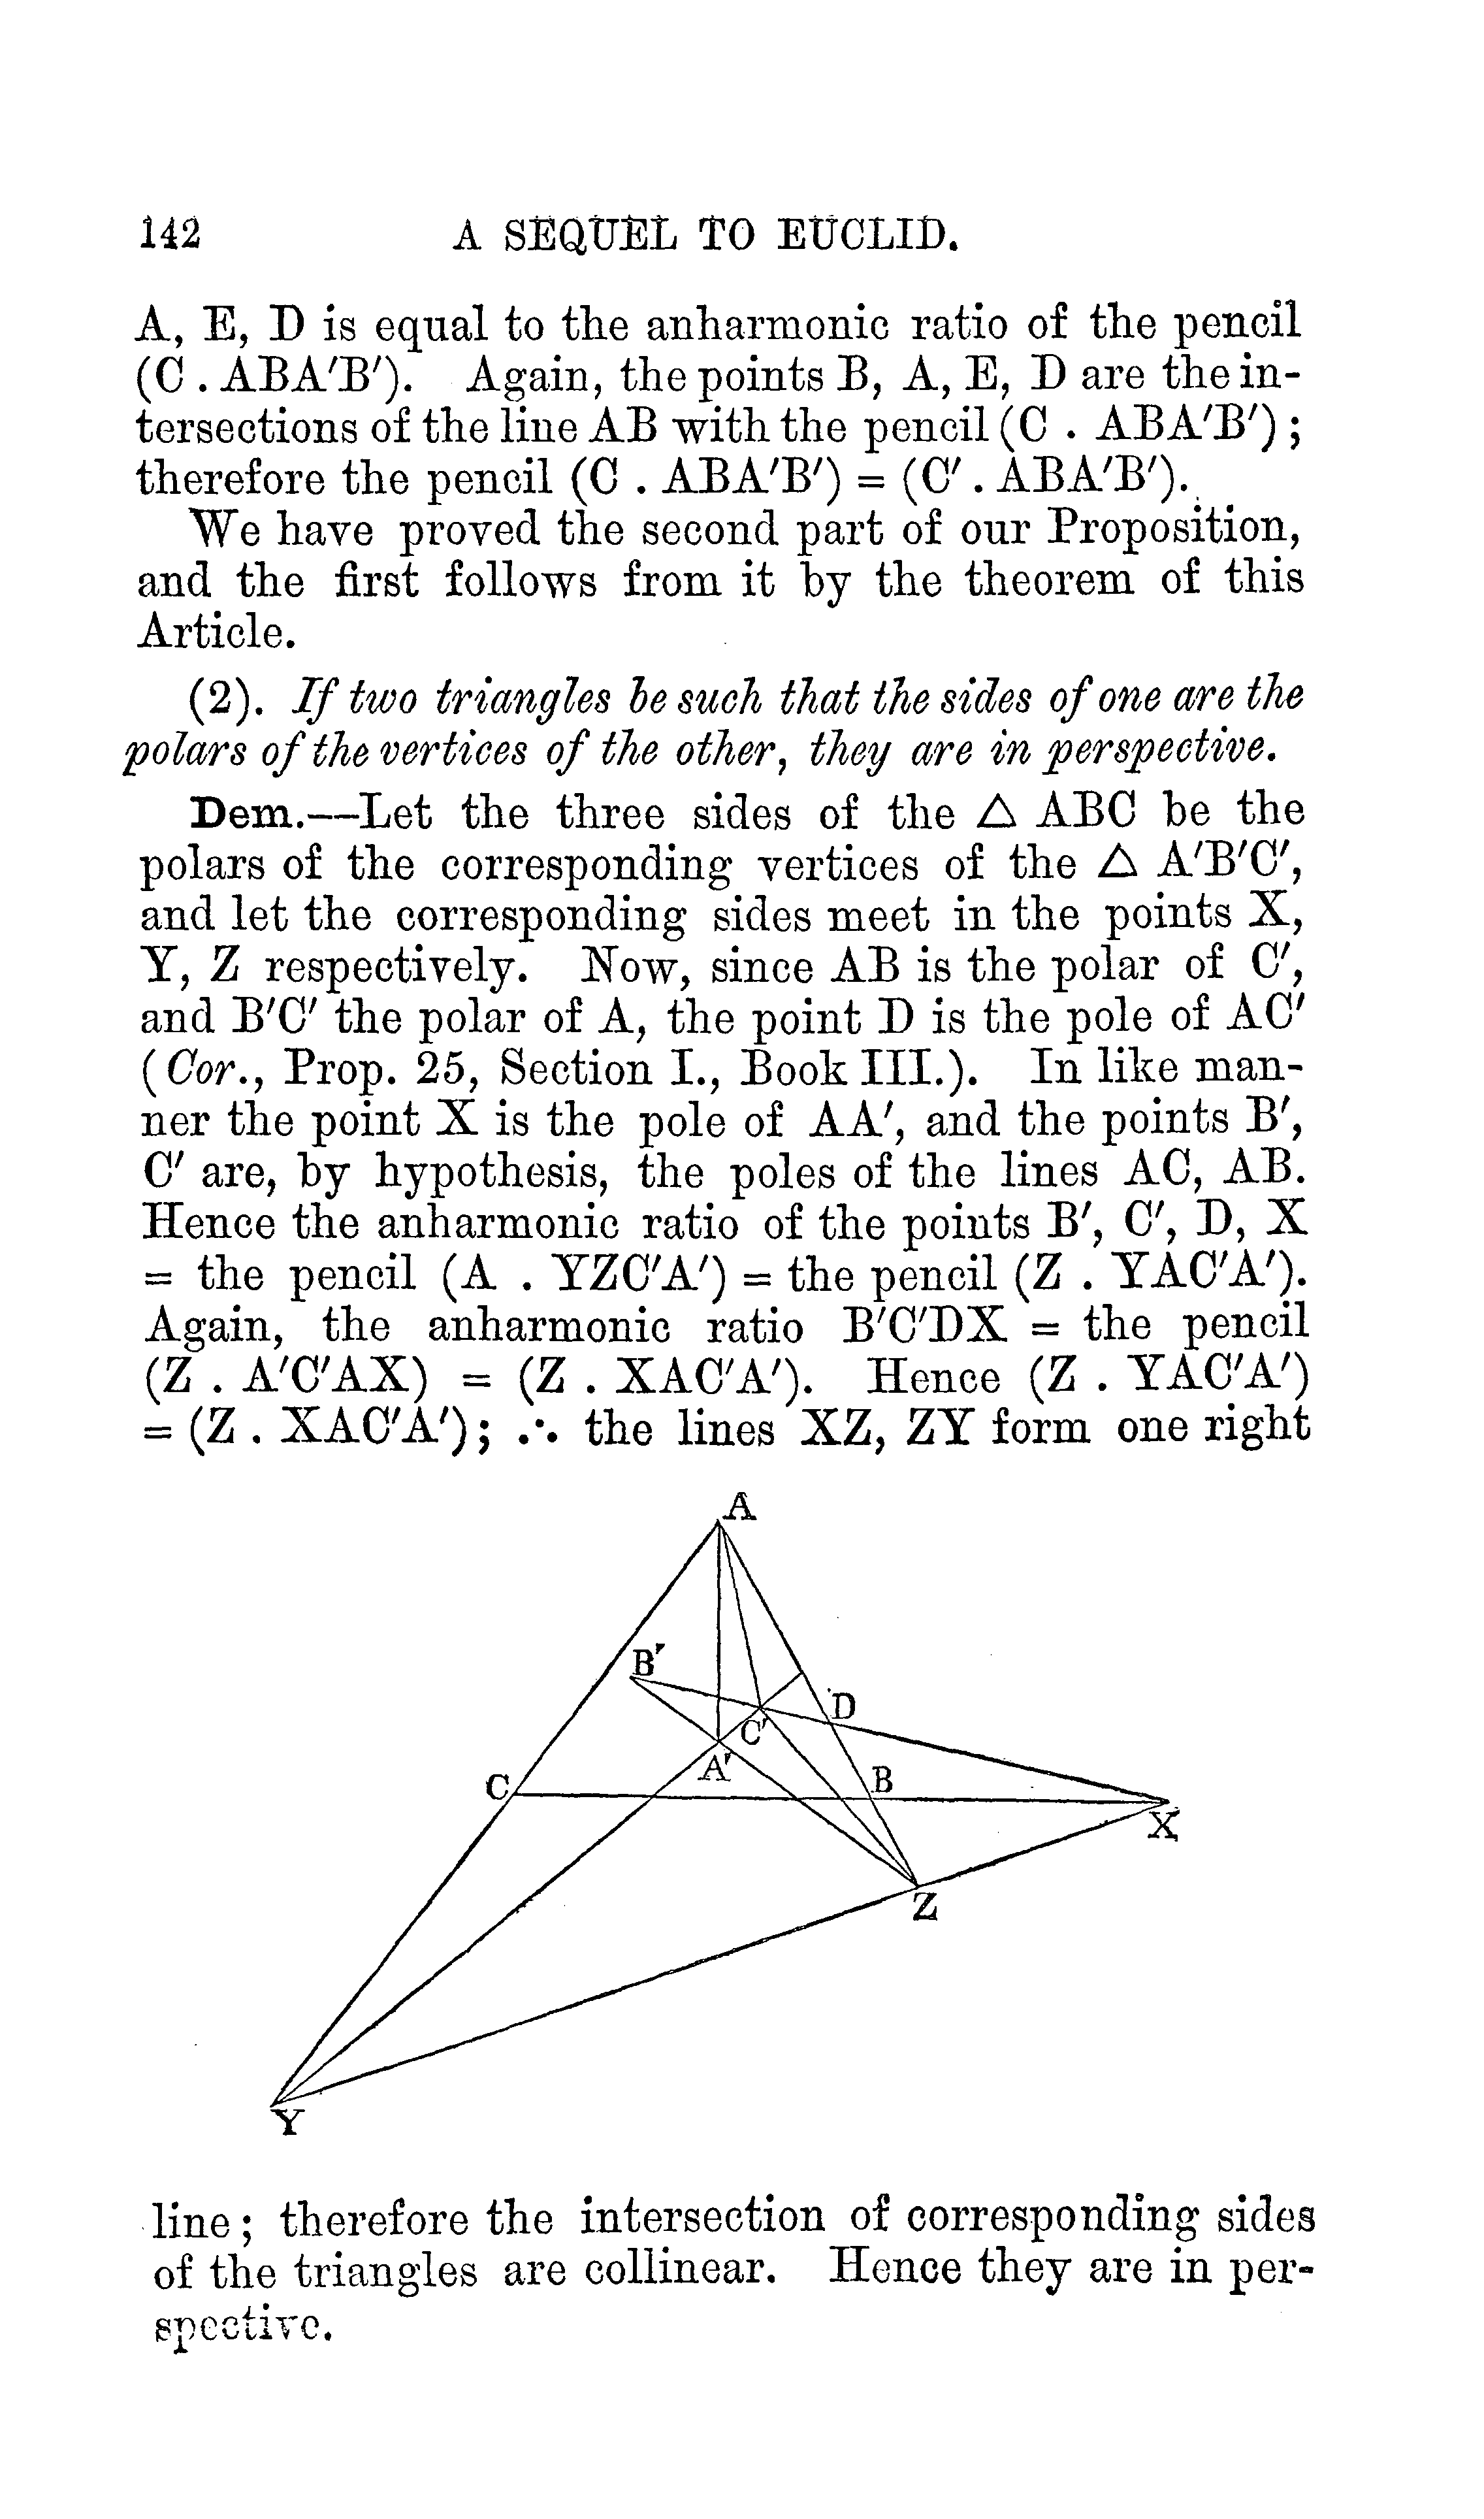 142 A SEQUEL TO EUCLID.
A, E, D is equal to the anharmonic ratio of the pencil
(C . ABA′B′). Again, the points B, A, E, D are the in-
tersections of the line AB with the pencil (C . ABA′B′) ;
therefore the pencil (C . ABA′B′) = (C′ . ABA′B′).
We have proved the second part of our Proposition,
and the first follows from it by the theorem of this
Article.
(2). If two triangles be such that the sides of one are the
polars of the vertices of the other, they are in perspective.
Dem.—Let the three sides of the △ ABC be the
polars of the corresponding vertices of the △ A′B′C′,
and let the corresponding sides meet in the points X,
Y, Z respectively. Now, since AB is the polar of C′,
and B′C′ the polar of A, the point D is the pole of AC′
(Cor., Prop. 25, Section I., Book III.). In like man-
ner the point X is the pole of AA′, and the points B′,
C′ are, by hypothesis, the poles of the lines AC, AB.
Hence the anharmonic ratio of the points B′, C′, D, X
= the pencil (A . YZC′A′) = the pencil (Z . YAC′A′).
Again, the anharmonic ratio B′C′DX = the pencil
(Z . A′C′AX) = (Z . XAC′A′). Hence (Z . YAC′A′)
= (Z . XAC′A′); ∴ the lines XZ, ZY form one right
A
B′
D
C′
A′
C
B
X
Z
Y
line; therefore the intersection of corresponding sides
of the triangles are collinear. Hence they are in per-
spective.